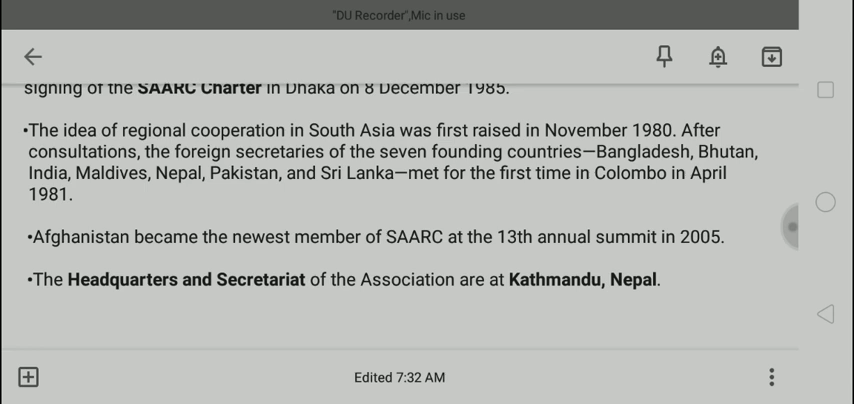 "DU Recorder",Mic in use
signing of the SAARC Charter in Dhaka on 8 December 1985.
•The idea of regional cooperation in South Asia was first raised in November 1980. After
consultations, the foreign secretaries of the seven founding countries—Bangladesh, Bhutan,
India, Maldives, Nepal, Pakistan, and Sri Lanka—met for the first time in Colombo in April
1981.
•Afghanistan became the newest member of SAARC at the 13th annual summit in 2005.
•The Headquarters and Secretariat of the Association are at Kathmandu, Nepal.
Edited 7:32 AM